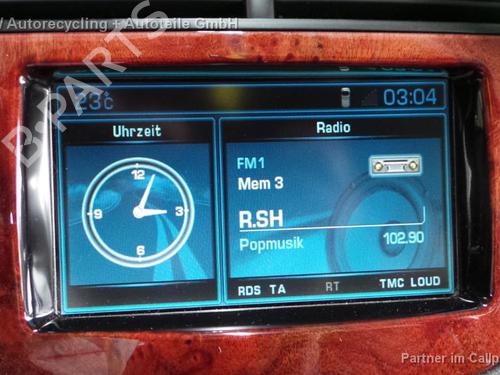 / Autorecycling + Autoteile GmbH
B-PARTS
23°C
03:04
Uhrzeit
12
9
3
6
Radio
FM1
Mem 3
R.SH
Popmusik
102.90
RDS TA RT TMC LOUD
Partner im Callp